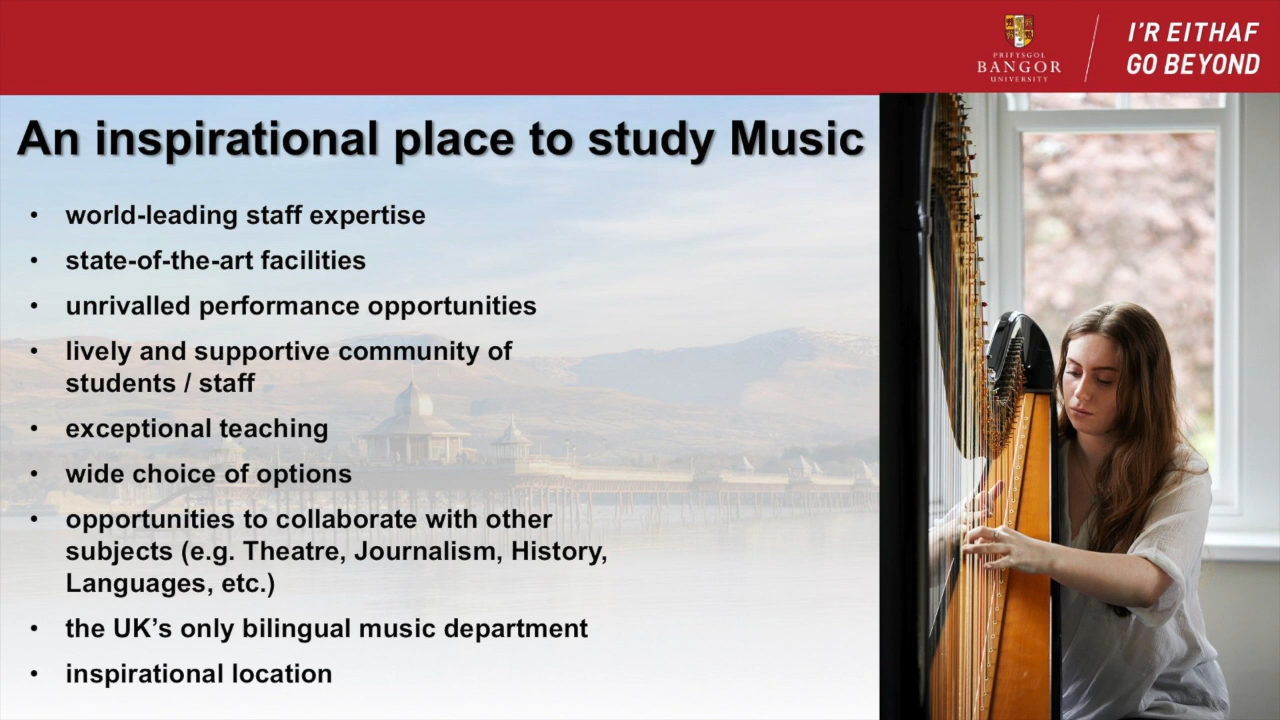 PRIFYSGOL
BANGOR
UNIVERSITY
I'R EITHAF
GO BEYOND
An inspirational place to study Music
• world-leading staff expertise
• state-of-the-art facilities
• unrivalled performance opportunities
• lively and supportive community of
students / staff
• exceptional teaching
• wide choice of options
• opportunities to collaborate with other
subjects (e.g. Theatre, Journalism, History,
Languages, etc.)
• the UK’s only bilingual music department
• inspirational location